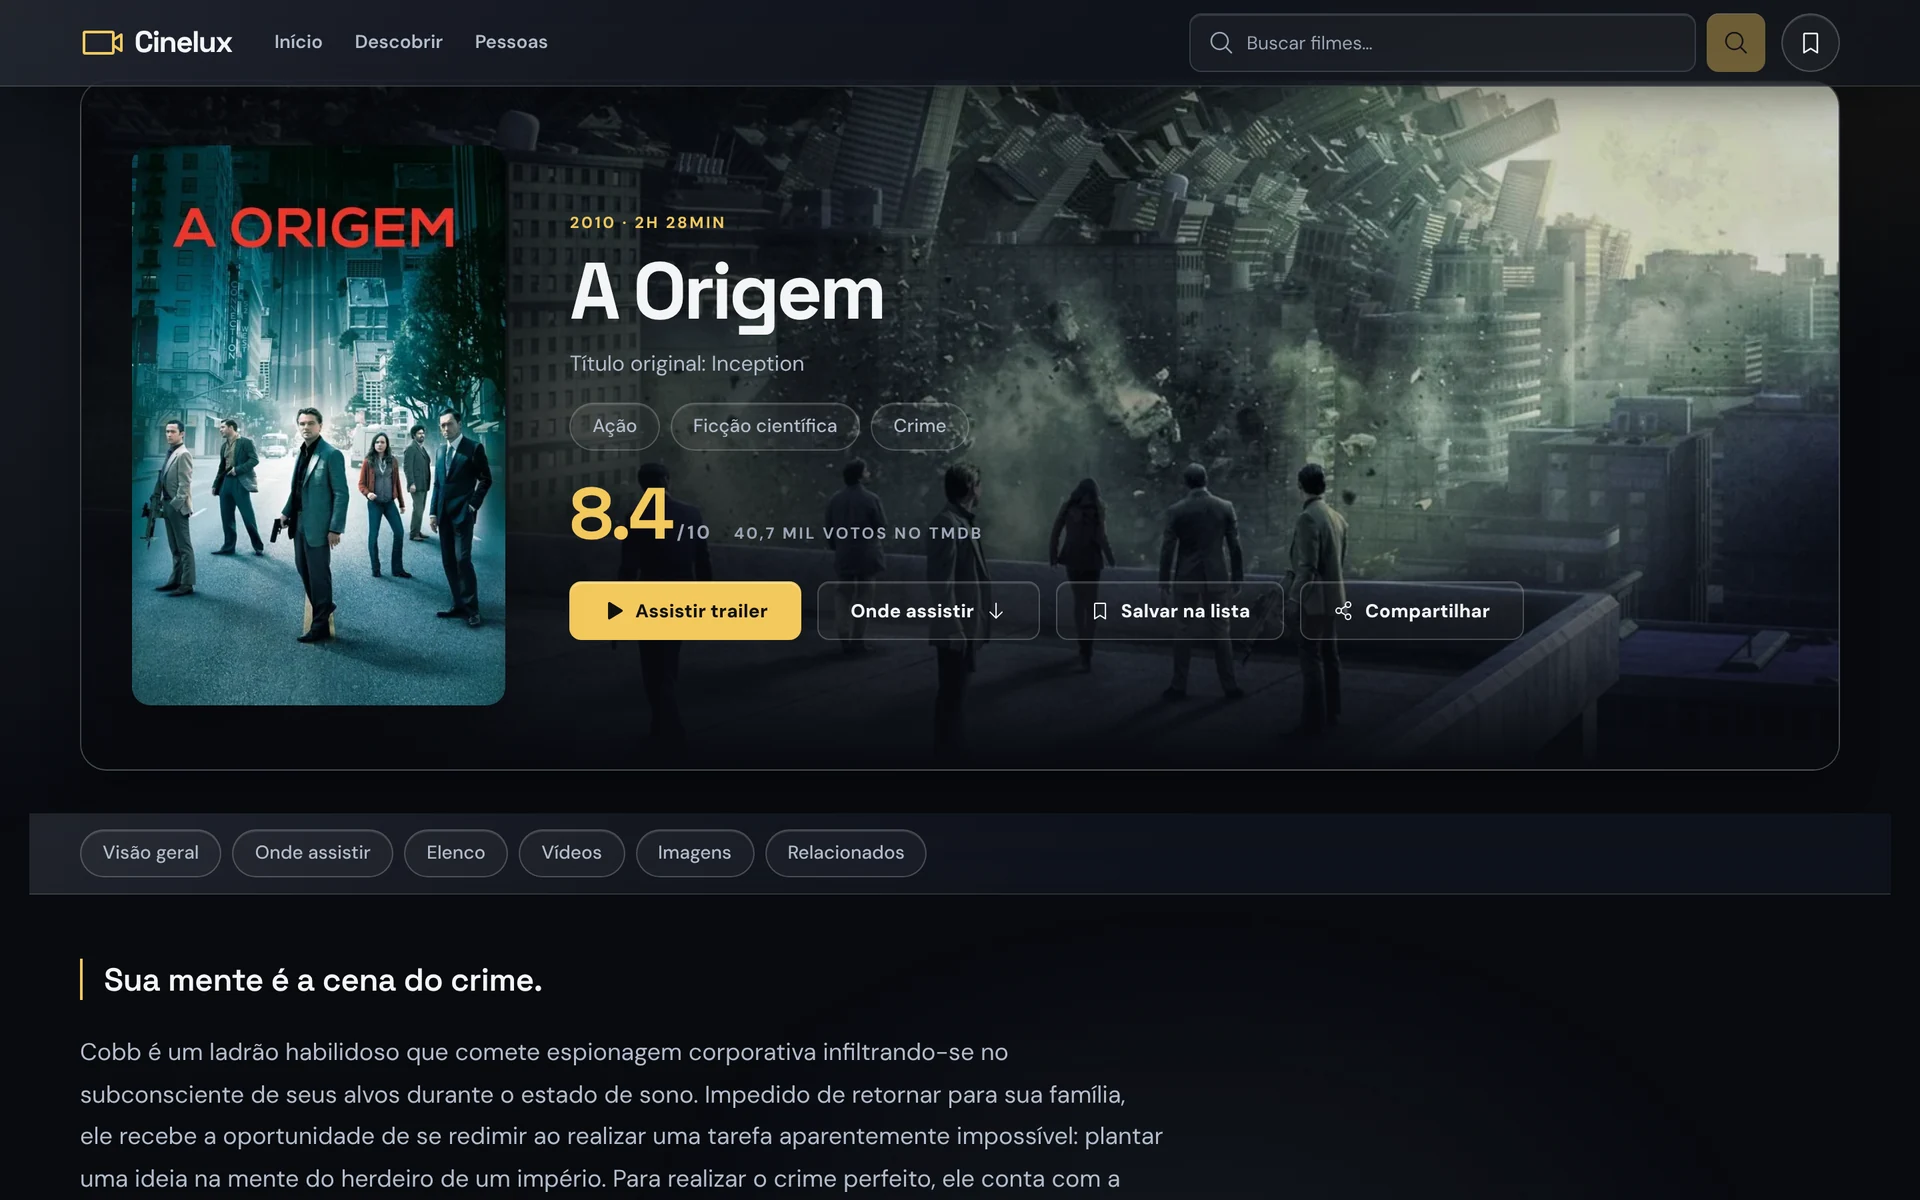 Cinelux
Início
Descobrir
Pessoas
Buscar filmes...
A ORIGEM
2010 · 2H 28MIN
A Origem
Título original: Inception
Ação
Ficção científica
Crime
8.4/10
40,7 MIL VOTOS NO TMDB
Assistir trailer
Onde assistir
Salvar na lista
Compartilhar
Visão geral
Onde assistir
Elenco
Vídeos
Imagens
Relacionados
Sua mente é a cena do crime.
Cobb é um ladrão habilidoso que comete espionagem corporativa infiltrando-se no
subconsciente de seus alvos durante o estado de sono. Impedido de retornar para sua família,
ele recebe a oportunidade de se redimir ao realizar uma tarefa aparentemente impossível: plantar
uma ideia na mente do herdeiro de um império. Para realizar o crime perfeito, ele conta com a